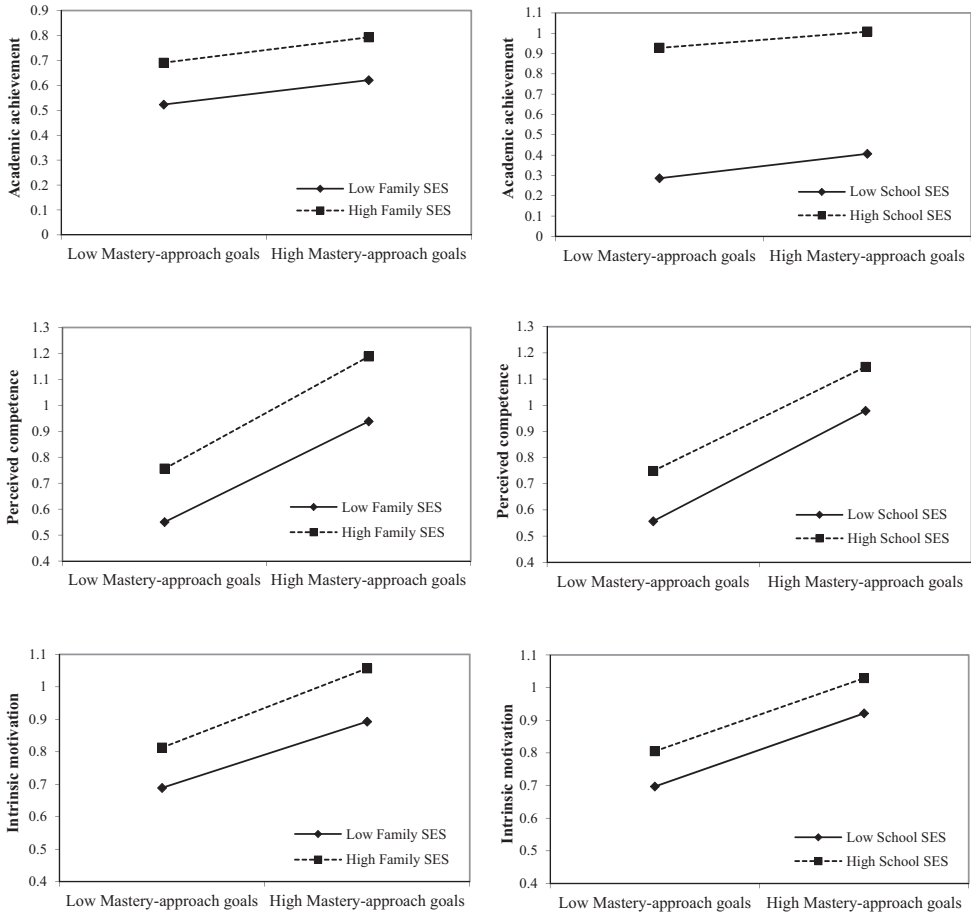 Academic achievement
0.9
0.8
0.7
0.6
0.5
0.4
0.3
0.2
0.1
0
Low Family SES
High Family SES
Low Mastery-approach goals High Mastery-approach goals
Academic achievement
1.1
1
0.9
0.8
0.7
0.6
0.5
0.4
0.3
0.2
0.1
0
Low School SES
High School SES
Low Mastery-approach goals High Mastery-approach goals
Perceived competence
1.3
1.2
1.1
1
0.9
0.8
0.7
0.6
0.5
0.4
Low Family SES
High Family SES
Low Mastery-approach goals High Mastery-approach goals
Perceived competence
1.3
1.2
1.1
1
0.9
0.8
0.7
0.6
0.5
0.4
Low School SES
High School SES
Low Mastery-approach goals High Mastery-approach goals
Intrinsic motivation
1.1
1
0.9
0.8
0.7
0.6
0.5
0.4
Low Family SES
High Family SES
Low Mastery-approach goals High Mastery-approach goals
Intrinsic motivation
1.1
1
0.9
0.8
0.7
0.6
0.5
0.4
Low School SES
High School SES
Low Mastery-approach goals High Mastery-approach goals